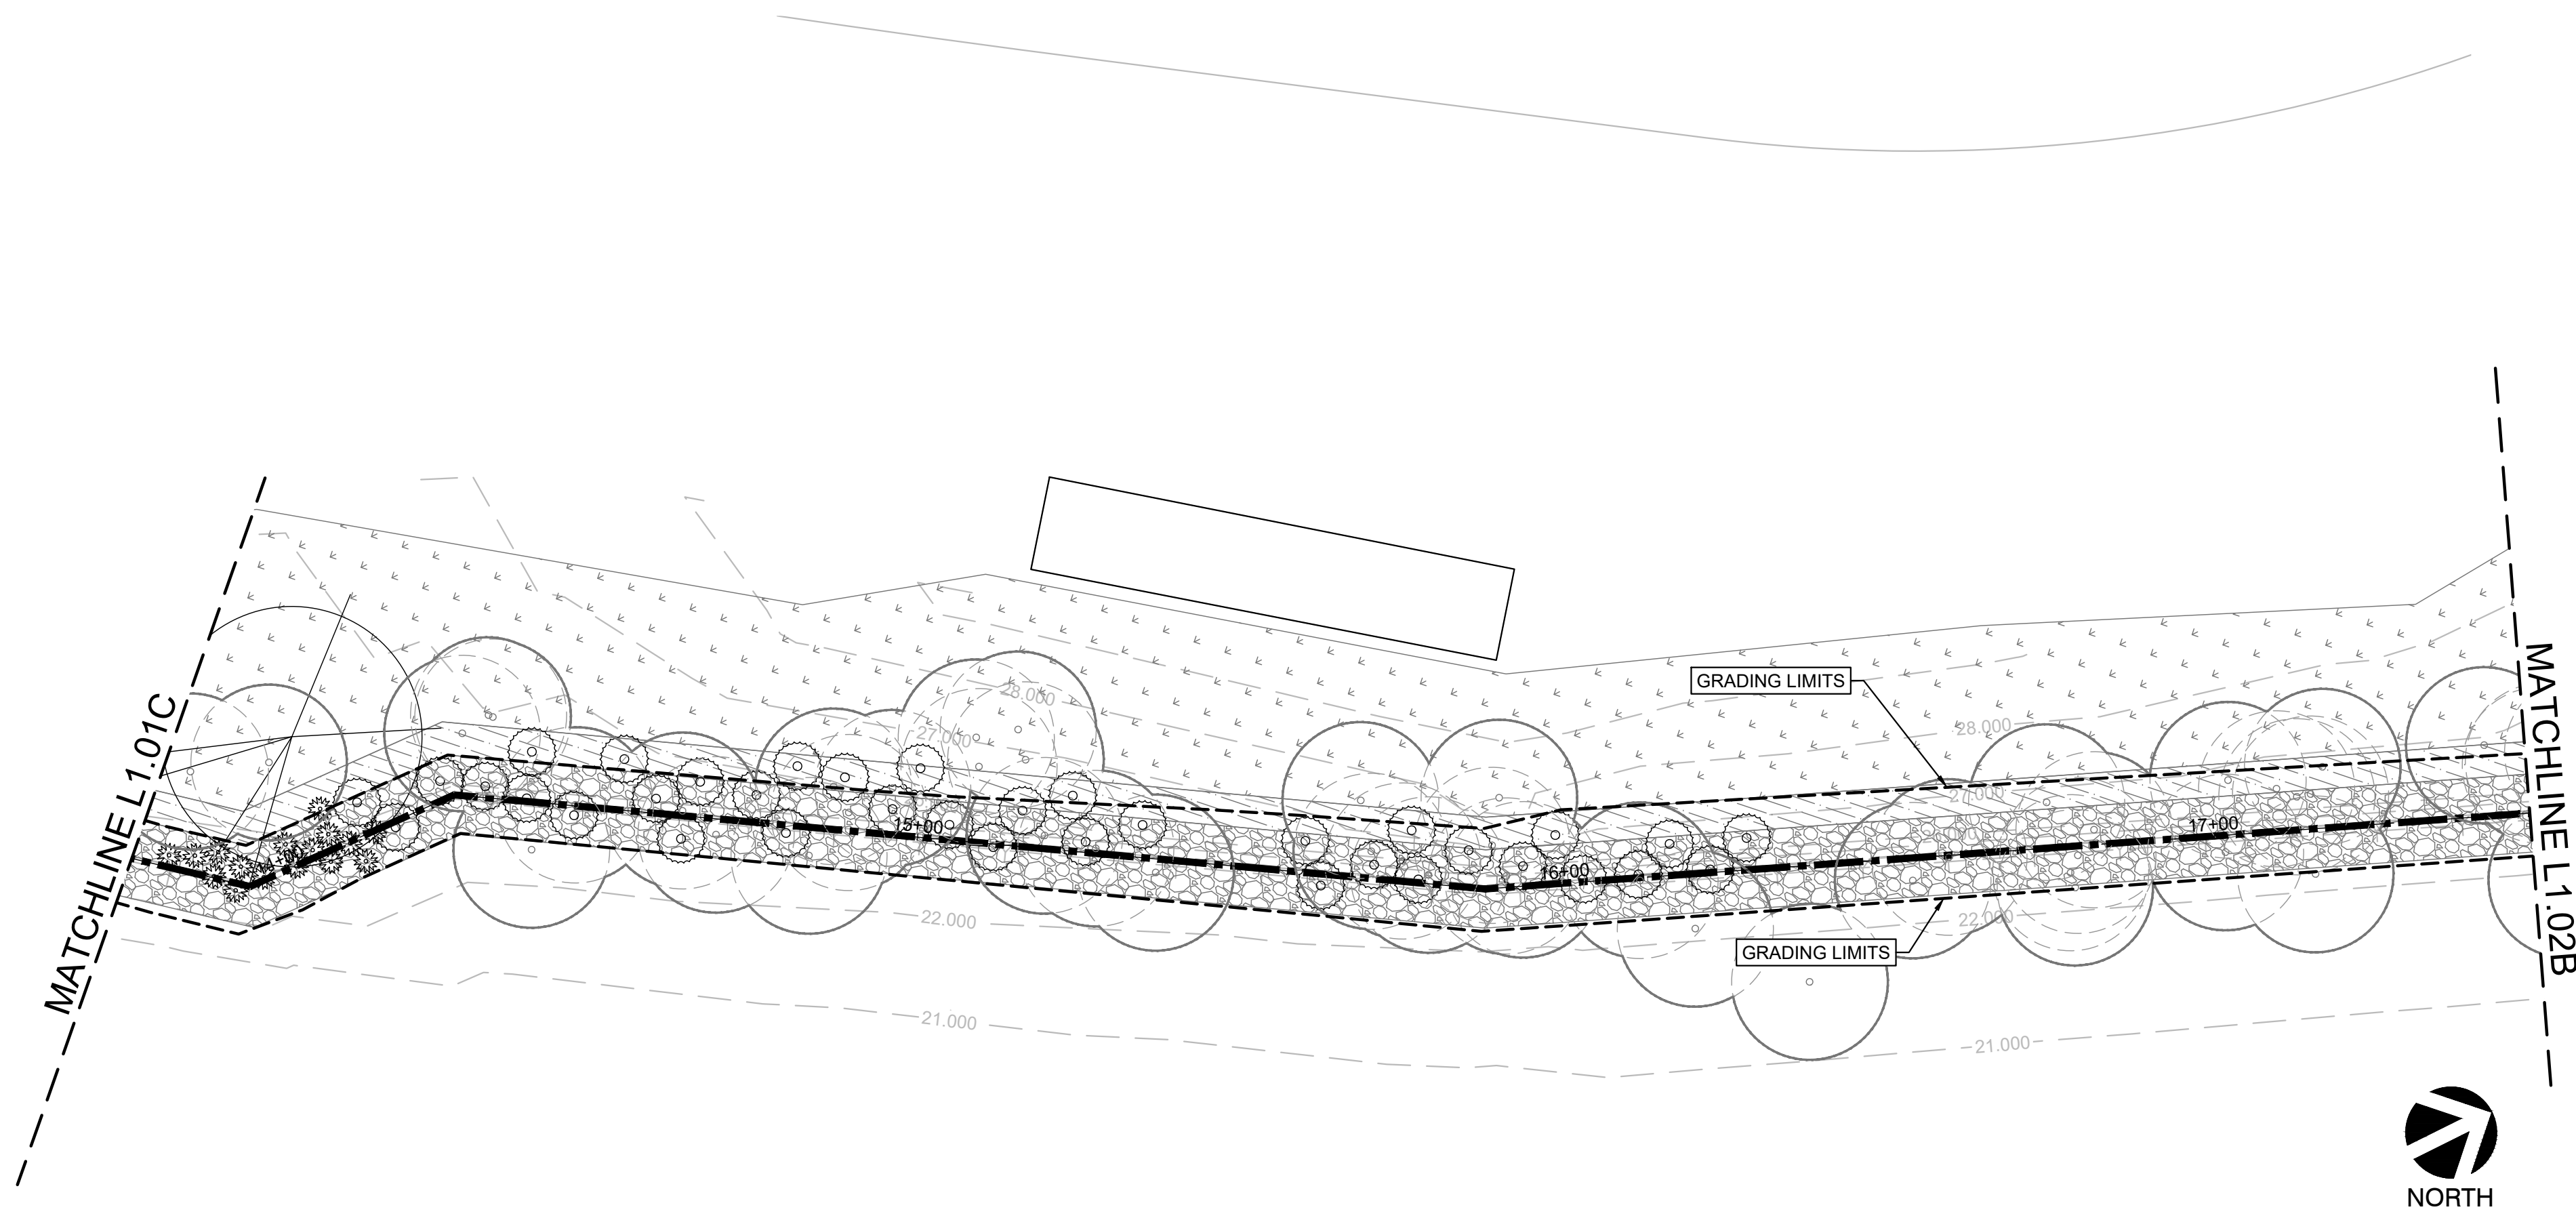 GRADING LIMITS
MATCHLINE L1.01C
MATCHLINE L1.02B
28.000
28.000
27.000
27.000
15+00
16+00
17+00
22.000
22.000
GRADING LIMITS
21.000
21.000
NORTH